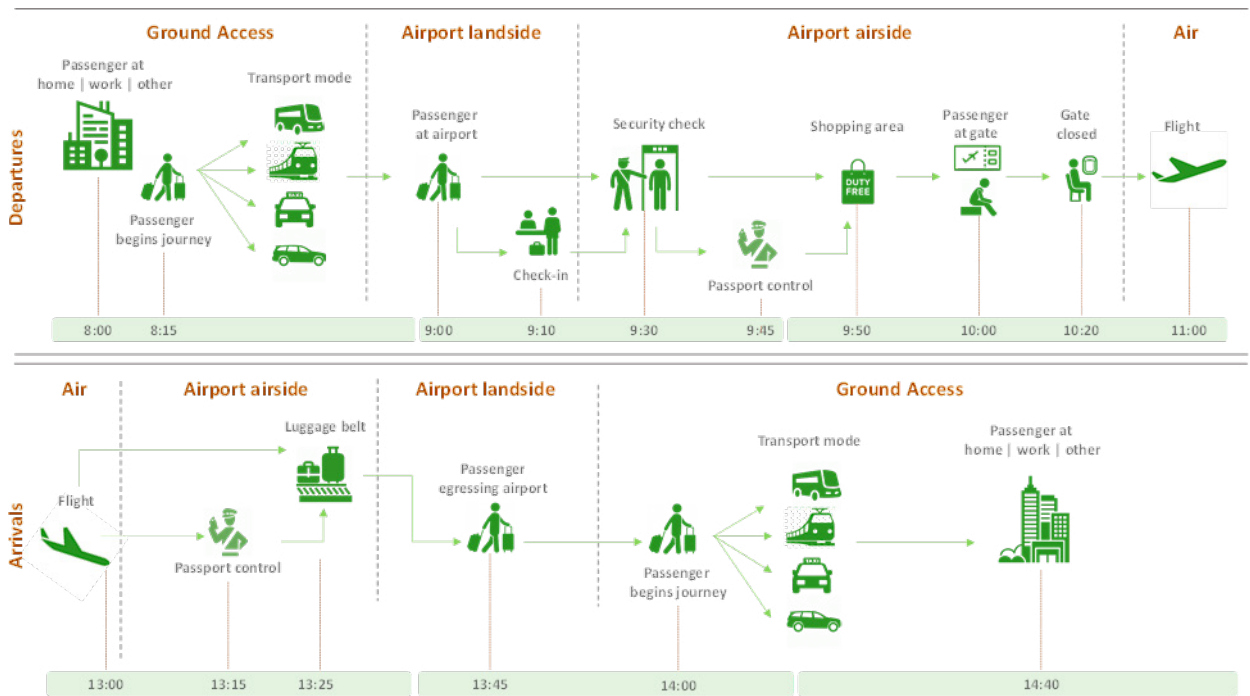 Ground Access
Airport landside
Airport airside
Air
Departures
Passenger at
home | work | other
Transport mode
Passenger
begins journey
Passenger
at airport
Check-in
Security check
Passport control
Shopping area
DUTY
FREE
Passenger
at gate
Gate
closed
Flight
8:00
8:15
9:00
9:10
9:30
9:45
9:50
10:00
10:20
11:00
Air
Airport airside
Airport landside
Ground Access
Arrivals
Flight
Passport control
Luggage belt
Passenger
egressing airport
Passenger
begins journey
Transport mode
Passenger at
home | work | other
13:00
13:15
13:25
13:45
14:00
14:40